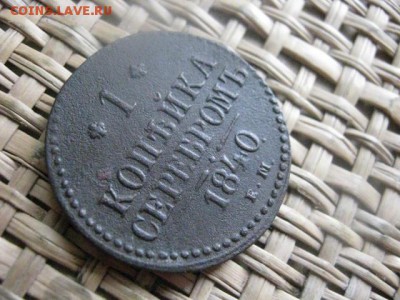 COINS.LAVE.RU
1
КОПѢЙКА
СЕРЕБРОМЪ
1840
Е.М